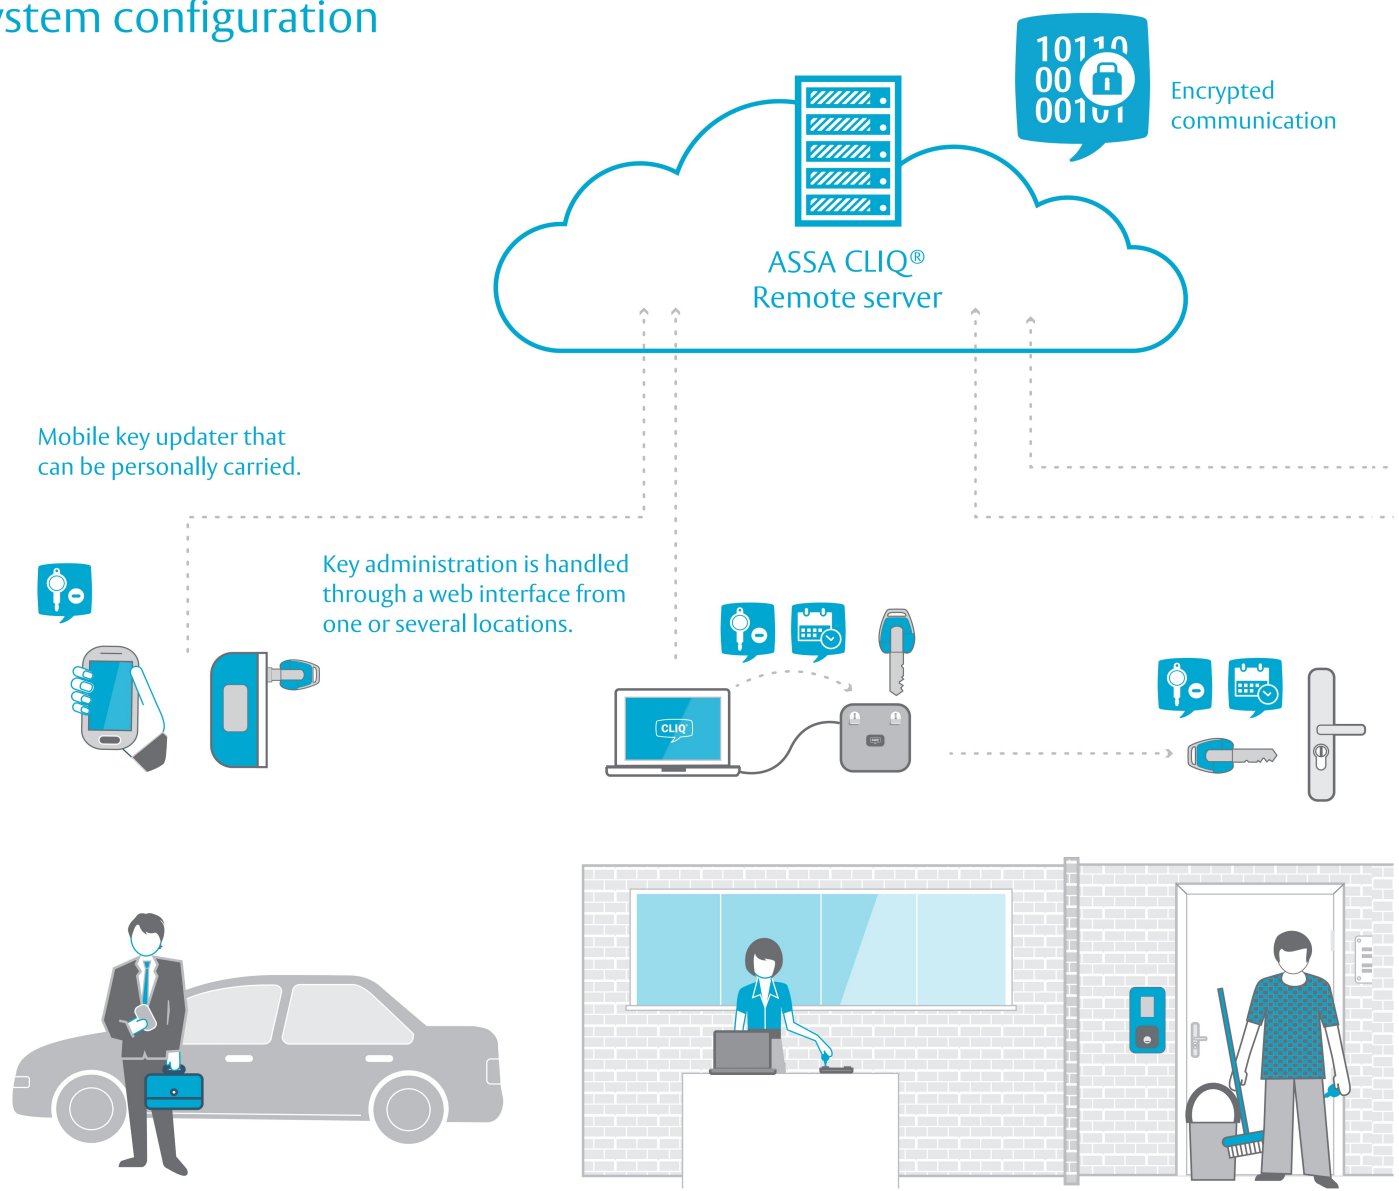 ystem configuration
10110
00
00101
Encrypted
communication
ASSA CLIQ®
Remote server
Mobile key updater that
can be personally carried.
Key administration is handled
through a web interface from
one or several locations.
CLIQ